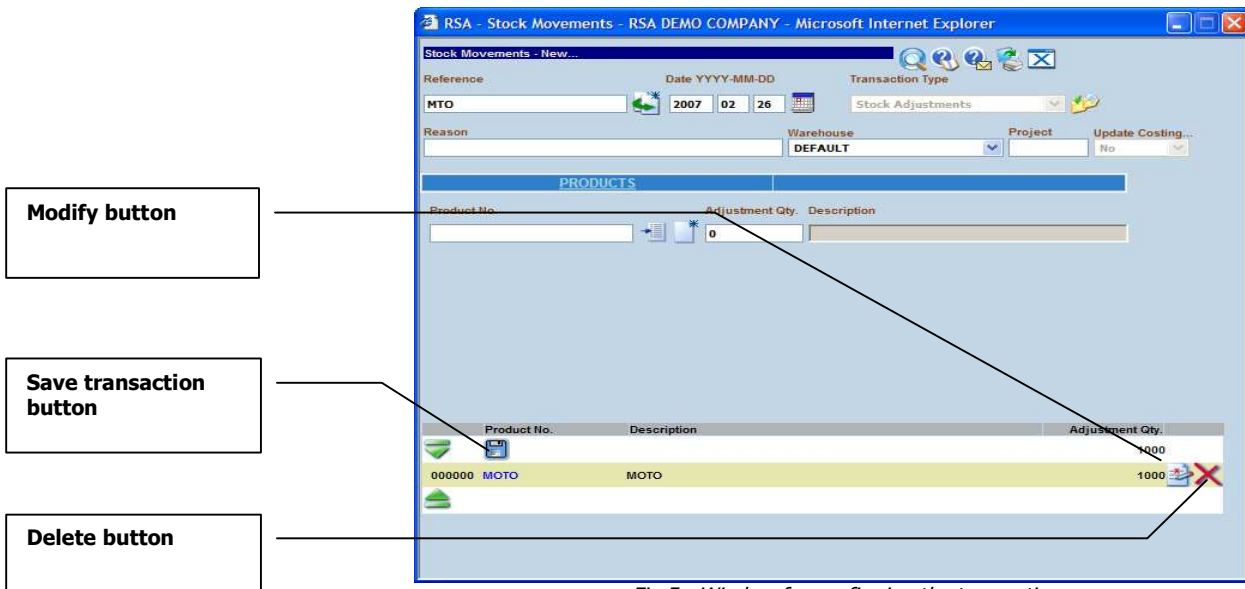 RSA - Stock Movements - RSA DEMO COMPANY - Microsoft Internet Explorer
Stock Movements - New...
Reference Date YYYY-MM-DD Transaction Type
MTO 2007 02 26 Stock Adjustments
Reason Warehouse Project Update Costing...
DEFAULT No
PRODUCTS
Modify button
Product No. Adjustment Qty. Description
0
Save transaction
button
Product No. Description Adjustment Qty.
1000
000000 MOTO MOTO 1000
Delete button